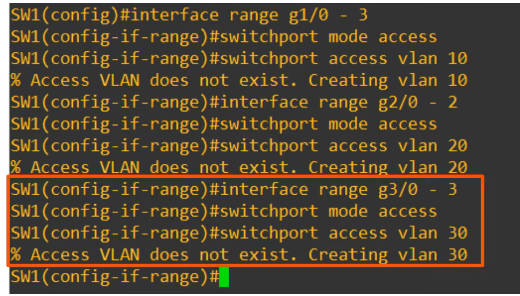 SW1(config)#interface range g1/0 - 3
SW1(config-if-range)#switchport mode access
SW1(config-if-range)#switchport access vlan 10
% Access VLAN does not exist. Creating vlan 10
SW1(config-if-range)#interface range g2/0 - 2
SW1(config-if-range)#switchport mode access
SW1(config-if-range)#switchport access vlan 20
% Access VLAN does not exist. Creating vlan 20
SW1(config-if-range)#interface range g3/0 - 3
SW1(config-if-range)#switchport mode access
SW1(config-if-range)#switchport access vlan 30
% Access VLAN does not exist. Creating vlan 30
SW1(config-if-range)#